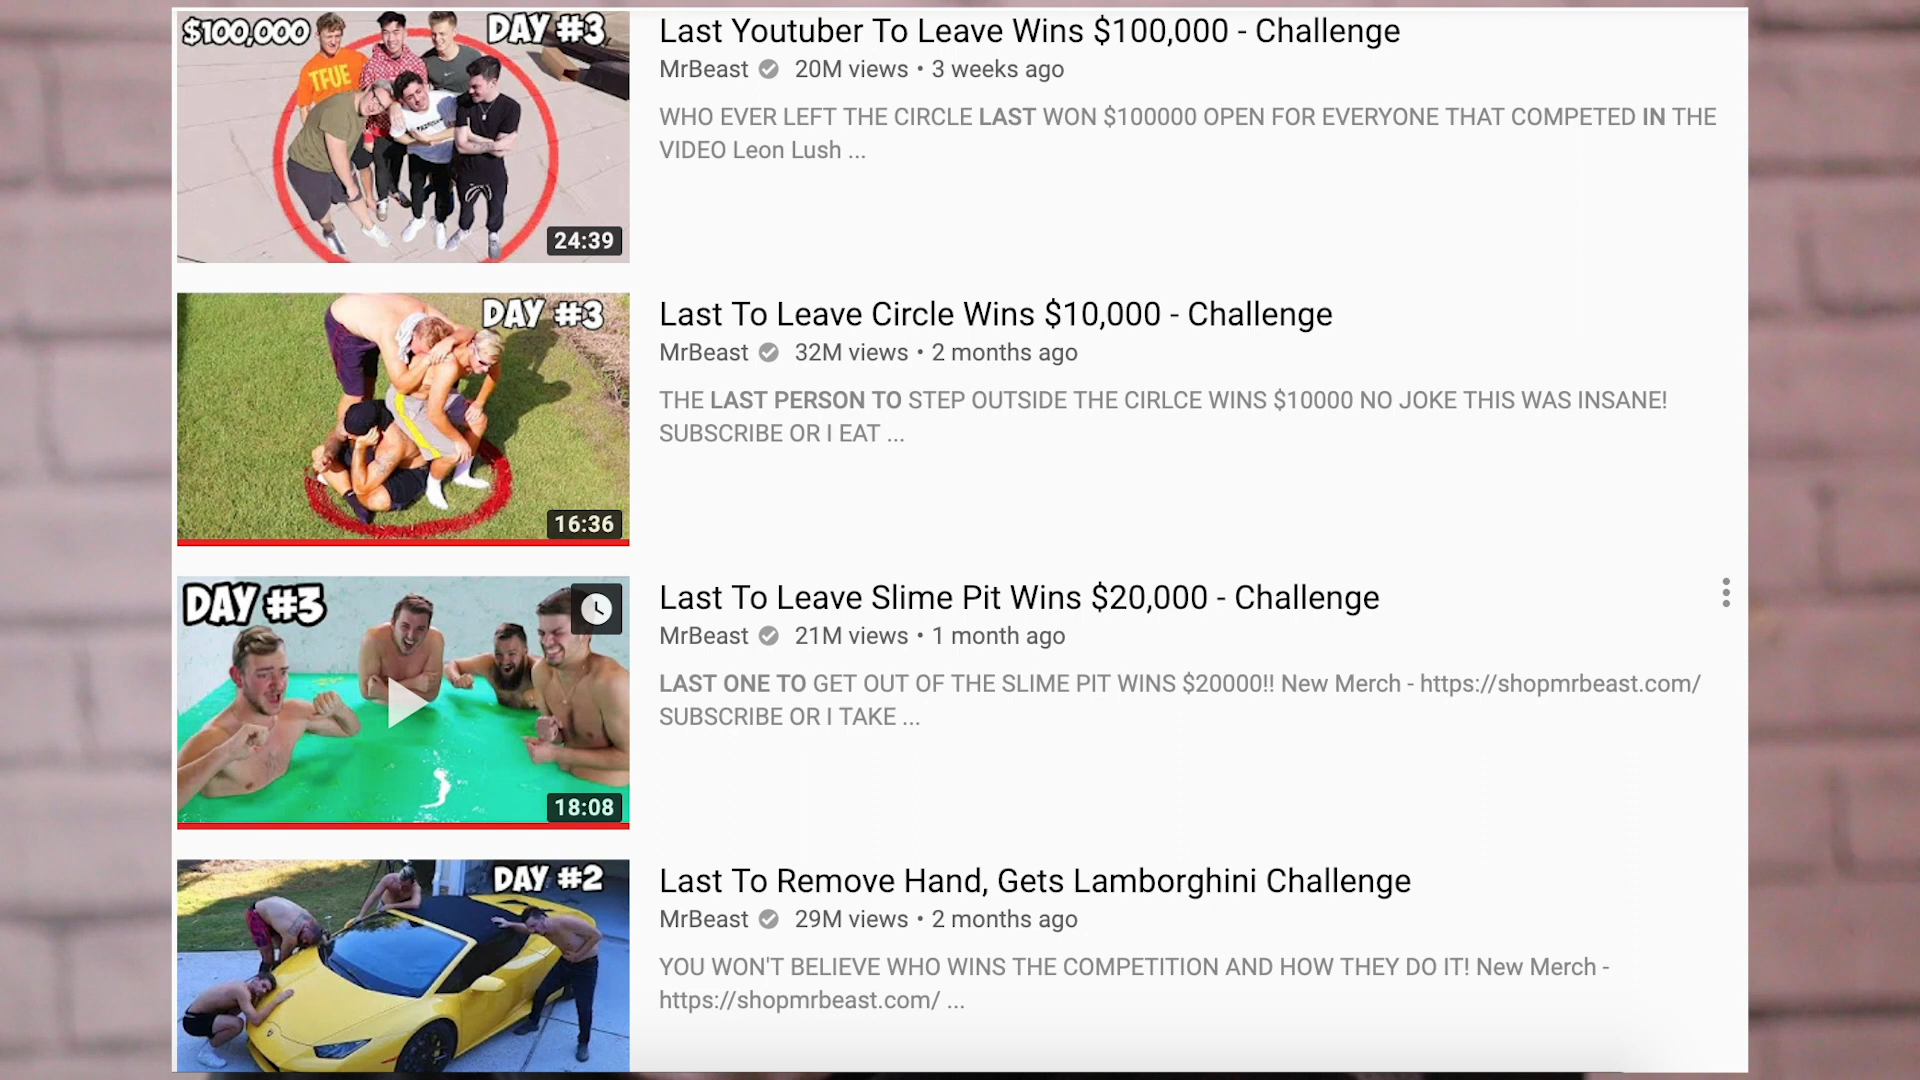 $100,000
DAY #3
TFUE
24:39
Last Youtuber To Leave Wins $100,000 - Challenge
MrBeast 20M views • 3 weeks ago
WHO EVER LEFT THE CIRCLE LAST WON $100000 OPEN FOR EVERYONE THAT COMPETED IN THE
VIDEO Leon Lush ...
DAY #3
16:36
Last To Leave Circle Wins $10,000 - Challenge
MrBeast 32M views • 2 months ago
THE LAST PERSON TO STEP OUTSIDE THE CIRLCE WINS $10000 NO JOKE THIS WAS INSANE!
SUBSCRIBE OR I EAT ...
DAY #3
18:08
Last To Leave Slime Pit Wins $20,000 - Challenge
MrBeast 21M views • 1 month ago
LAST ONE TO GET OUT OF THE SLIME PIT WINS $20000!! New Merch - https://shopmrbeast.com/
SUBSCRIBE OR I TAKE ...
DAY #2
Last To Remove Hand, Gets Lamborghini Challenge
MrBeast 29M views • 2 months ago
YOU WON'T BELIEVE WHO WINS THE COMPETITION AND HOW THEY DO IT! New Merch -
https://shopmrbeast.com/ ...